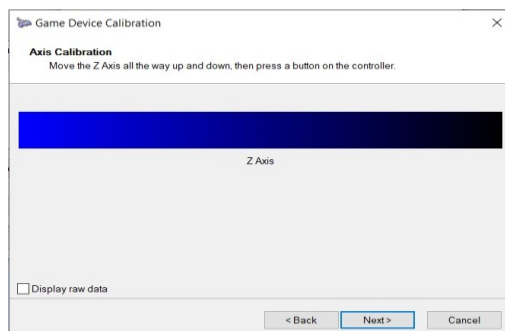 Game Device Calibration
Axis Calibration
Move the Z Axis all the way up and down, then press a button on the controller.
Z Axis
Display raw data
< Back
Next >
Cancel